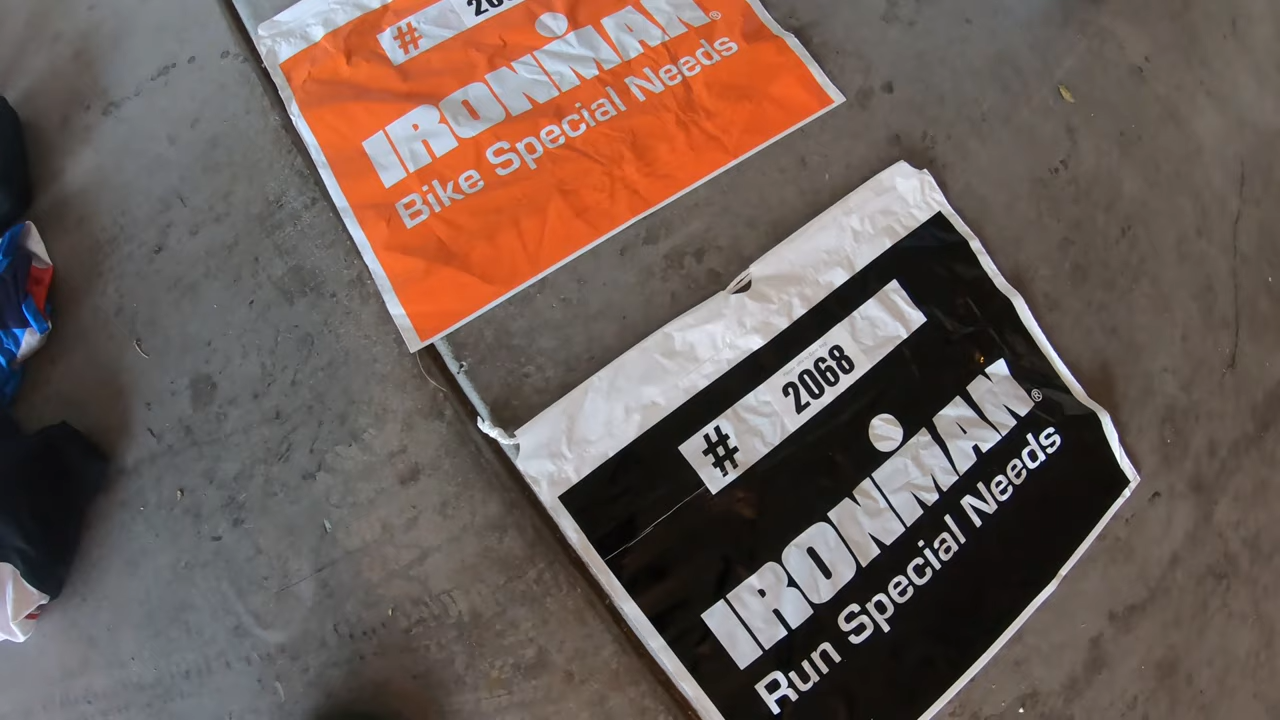 #
IRONMAN®
Bike Special Needs
# 2068
IRONMAN®
Run Special Needs